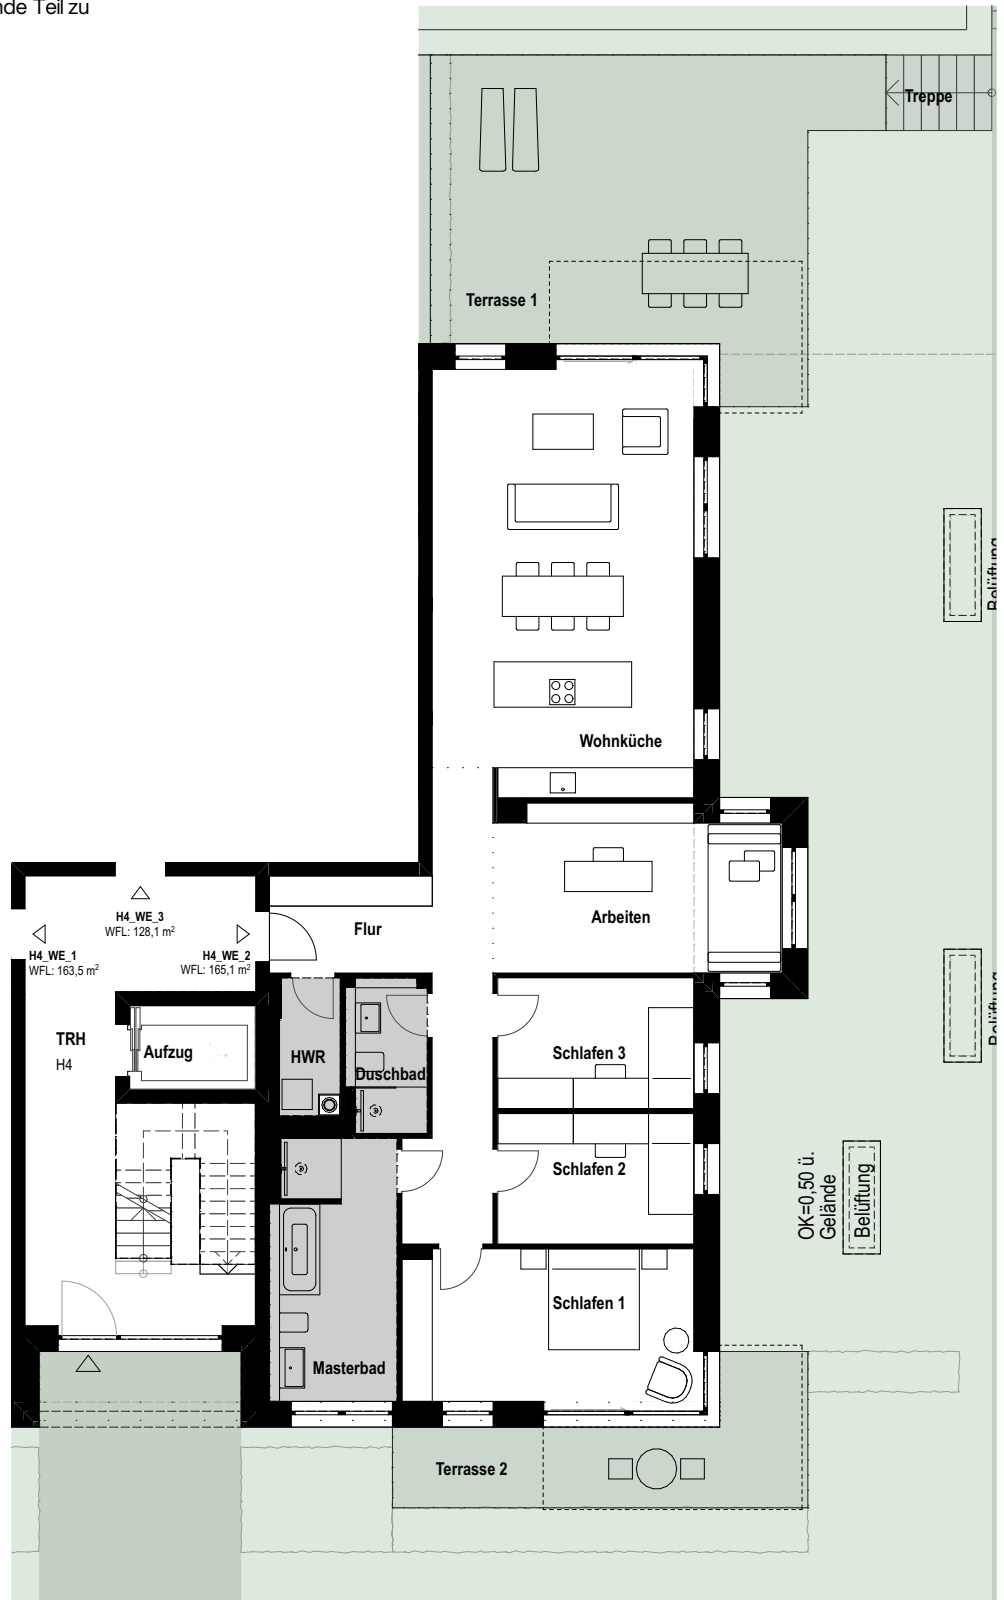 nde Teil zu
Treppe
Terrasse 1
Belüftung
Wohnküche
H4_WE_3
WFL: 128,1 m²
Flur
Arbeiten
H4_WE_1
WFL: 163,5 m²
H4_WE_2
WFL: 165,1 m²
Belüftung
TRH
H4
Aufzug
HWR
Duschbad
Schlafen 3
Schlafen 2
OK=0,50 ü.
Gelände
Belüftung
Schlafen 1
Masterbad
Terrasse 2